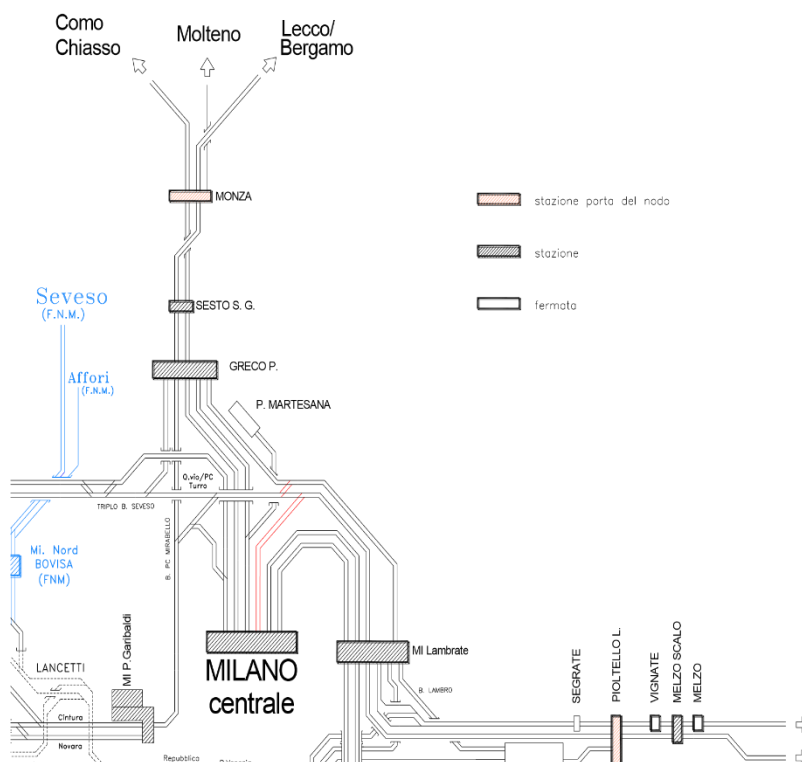 Como
Chiasso
Molteno
Lecco/
Bergamo
MONZA
stazione porta del nodo
stazione
fermata
Seveso
(F.N.M.)
SESTO S. G.
GRECO P.
Affori
(F.N.M.)
P. MARTESANA
Q.vio/PC
Turro
TRIPLO B. SEVESO
B. PC MIRABELLO
Mi. Nord
BOVISA
(FNM)
MI P.Garibaldi
LANCETTI
MILANO
centrale
MI Lambrate
B. LAMBRO
SEGRATE
PIOLTELLO L.
VIGNATE
MELZO SCALO
MELZO
Cintura
Novara
Repubblica
P.Venezia